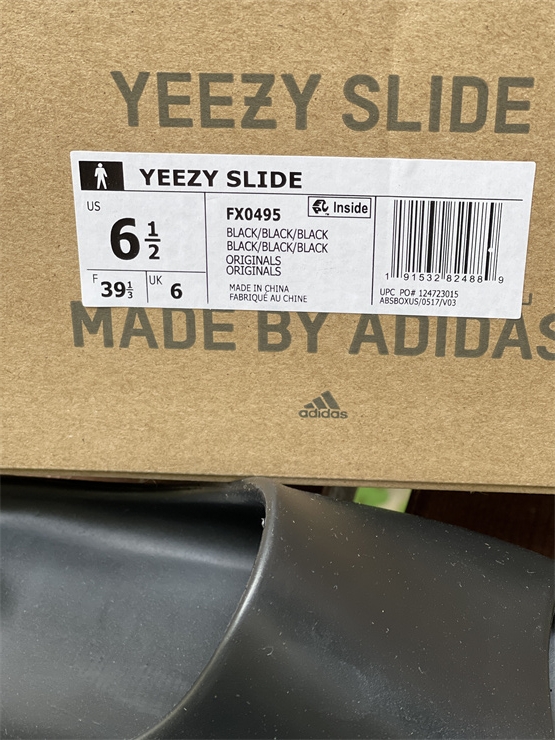 YEEZY SLIDE
YEEZY SLIDE
US
6 1/2
F
39 1/3
UK
6
FX0495
Inside
BLACK/BLACK/BLACK
BLACK/BLACK/BLACK
ORIGINALS
ORIGINALS
MADE IN CHINA
FABRIQUÉ AU CHINE
1 91532 82488 9
UPC PO# 124723015
ABSBOXUS/0517/V03
MADE BY ADIDAS
adidas